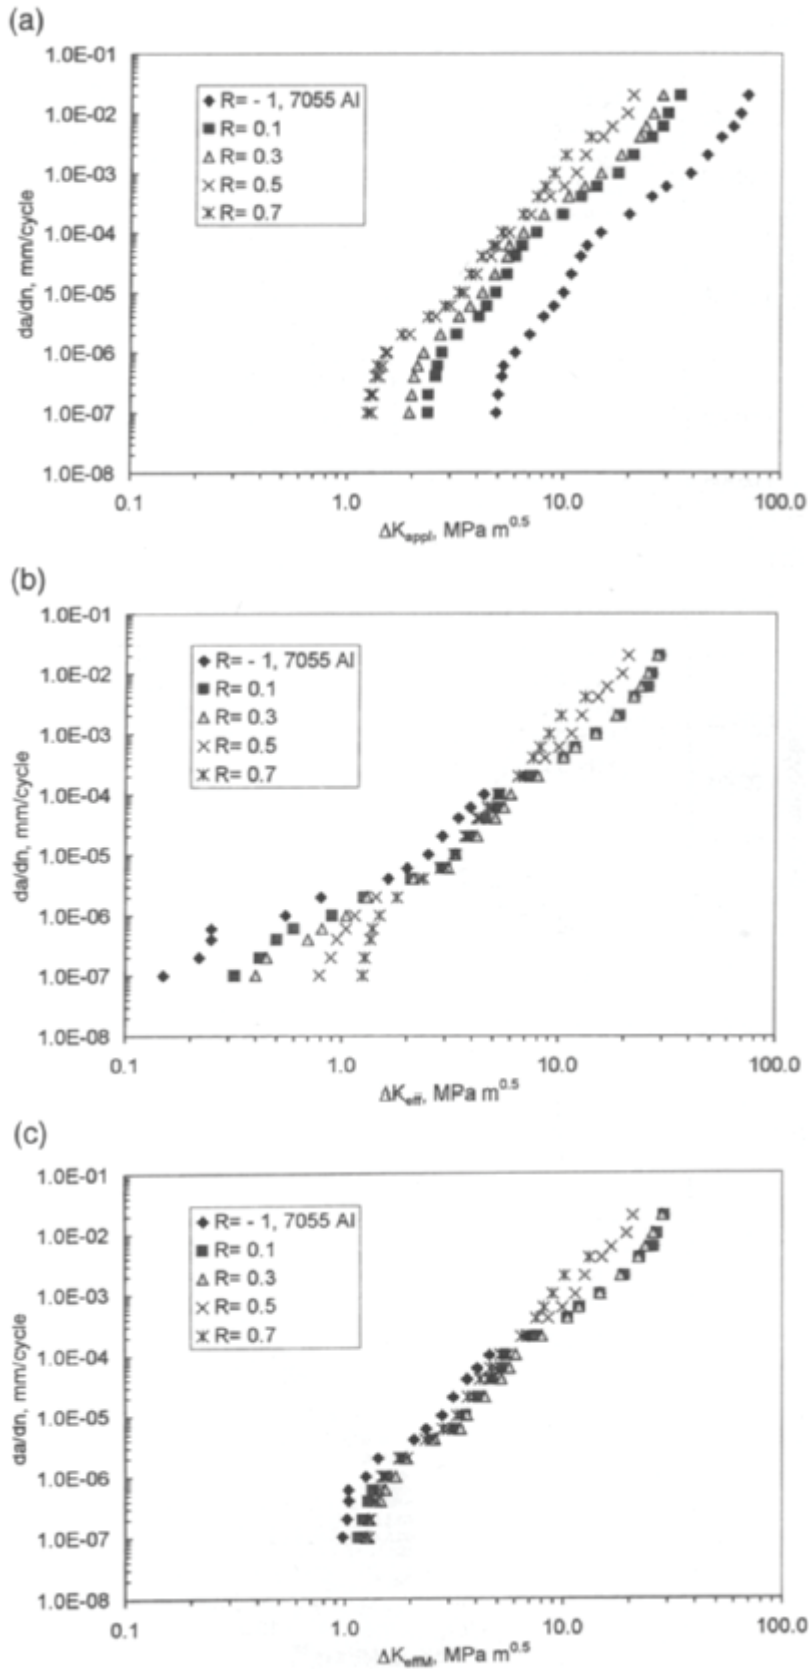 (a)
1.0E-01
1.0E-02
1.0E-03
1.0E-04
1.0E-05
1.0E-06
1.0E-07
1.0E-08
da/dn, mm/cycle
R= - 1, 7055 Al
R= 0.1
R= 0.3
R= 0.5
R= 0.7
0.1 1.0 10.0 100.0
ΔKappl, MPa m0.5
(b)
1.0E-01
1.0E-02
1.0E-03
1.0E-04
1.0E-05
1.0E-06
1.0E-07
1.0E-08
da/dn, mm/cycle
R= - 1, 7055 Al
R= 0.1
R= 0.3
R= 0.5
R= 0.7
0.1 1.0 10.0 100.0
ΔKeff, MPa m0.5
(c)
1.0E-01
1.0E-02
1.0E-03
1.0E-04
1.0E-05
1.0E-06
1.0E-07
1.0E-08
da/dn, mm/cycle
R= - 1, 7055 Al
R= 0.1
R= 0.3
R= 0.5
R= 0.7
0.1 1.0 10.0 100.0
ΔKeffM, MPa m0.5